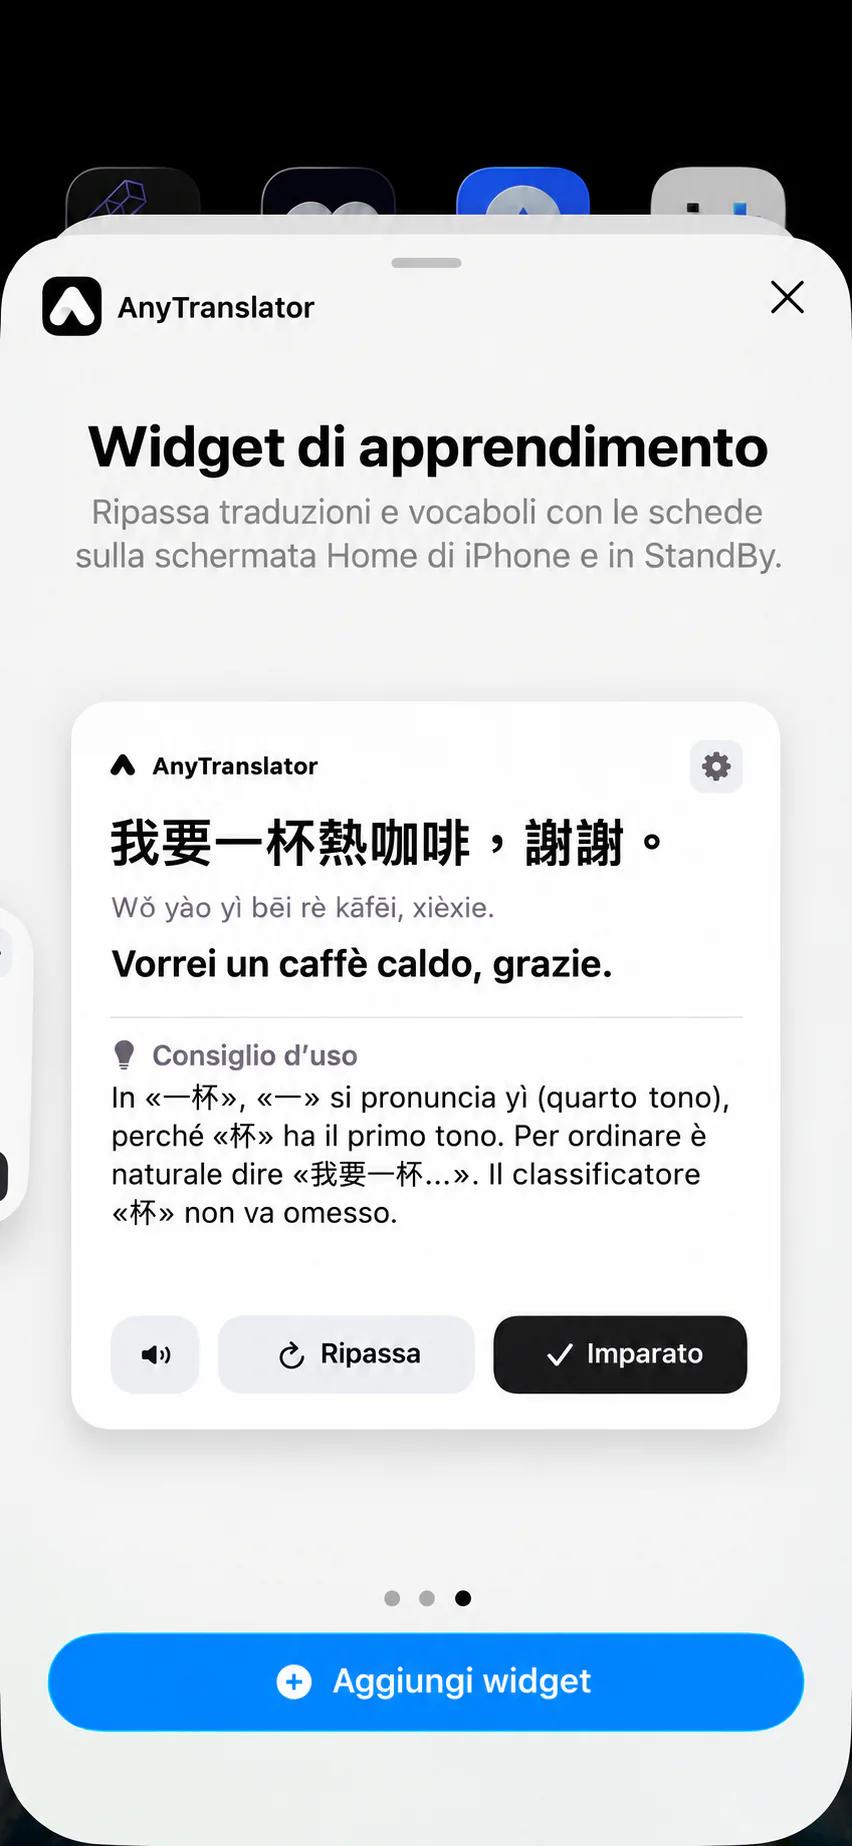 AnyTranslator
Widget di apprendimento
Ripassa traduzioni e vocaboli con le schede
sulla schermata Home di iPhone e in StandBy.
AnyTranslator
我要一杯熱咖啡，謝謝。
Wǒ yào yì bēi rè kāfēi, xièxie.
Vorrei un caffè caldo, grazie.
Consiglio d’uso
In «一杯», «一» si pronuncia yì (quarto tono),
perché «杯» ha il primo tono. Per ordinare è
naturale dire «我要一杯...». Il classificatore
«杯» non va omesso.
Ripassa
Imparato
Aggiungi widget